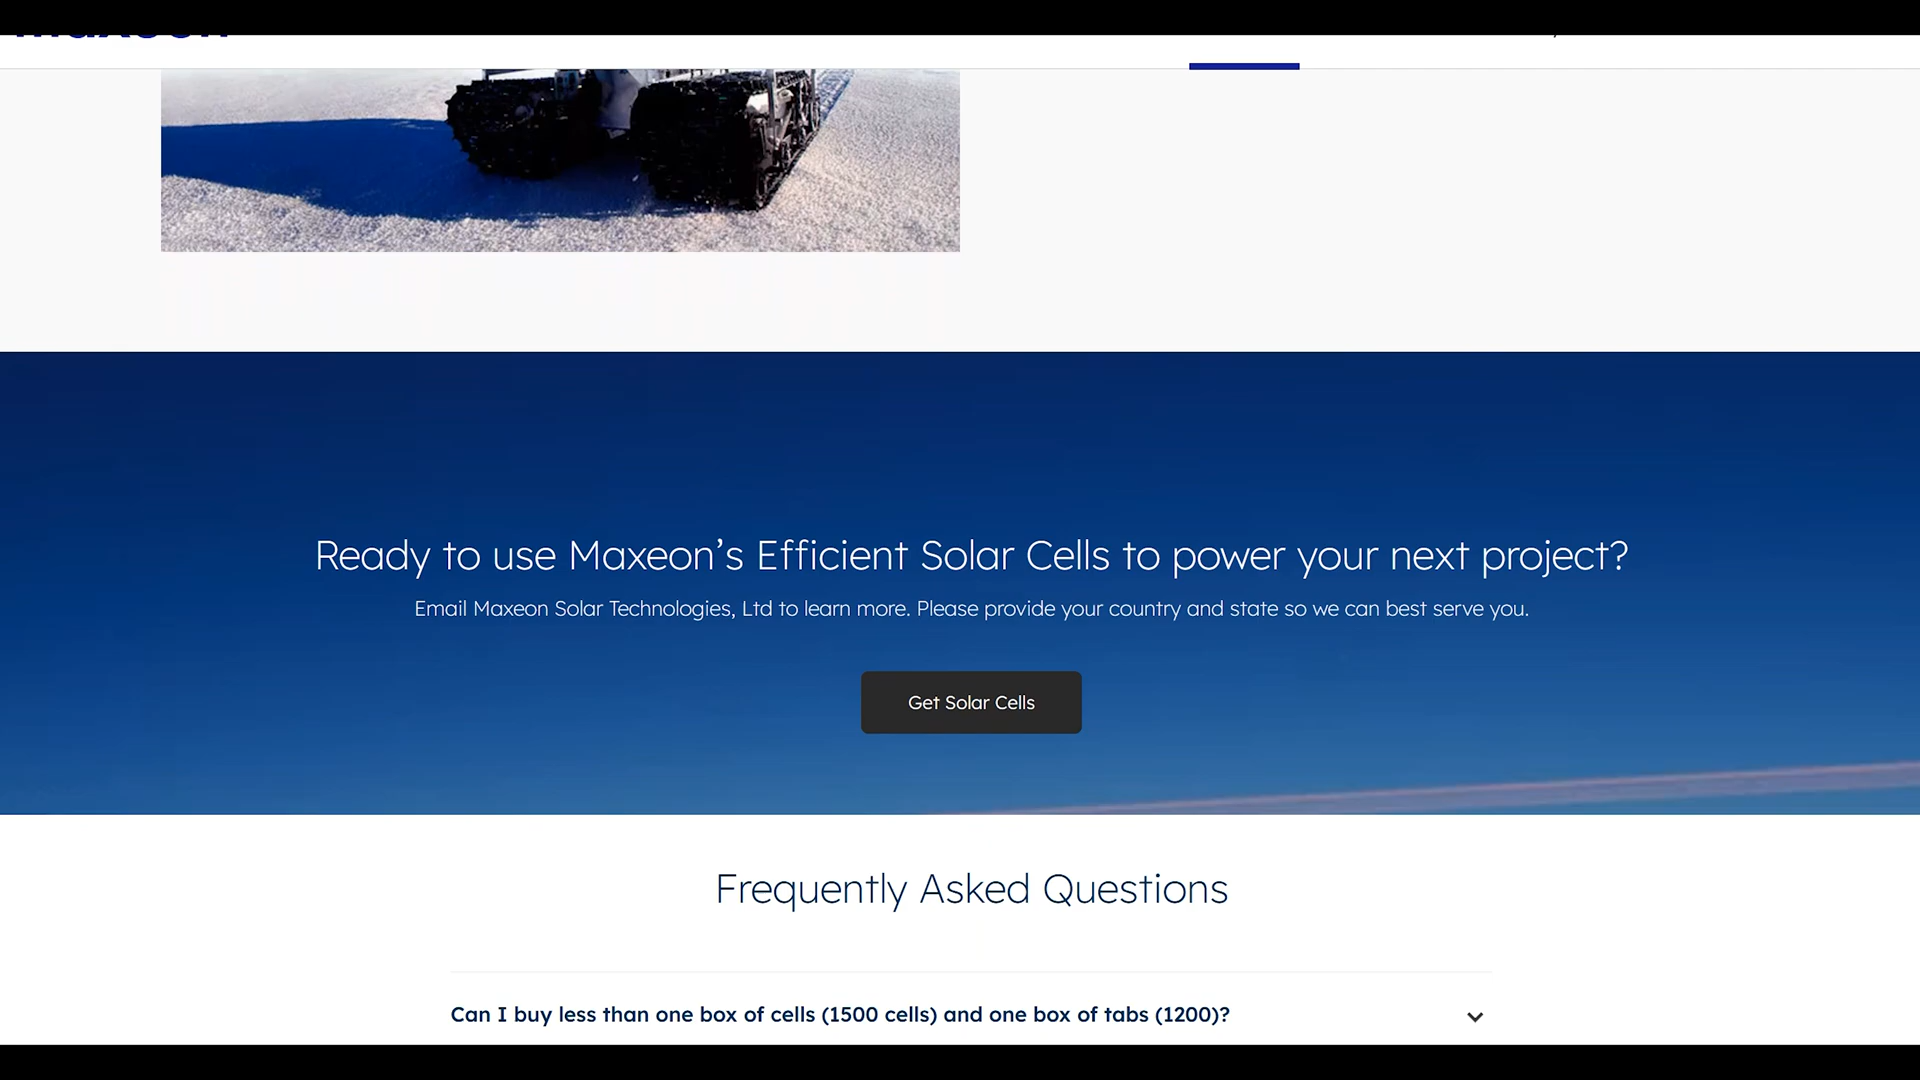 Ready to use Maxeon’s Efficient Solar Cells to power your next project?
Email Maxeon Solar Technologies, Ltd to learn more. Please provide your country and state so we can best serve you.
Get Solar Cells
Frequently Asked Questions
Can I buy less than one box of cells (1500 cells) and one box of tabs (1200)?